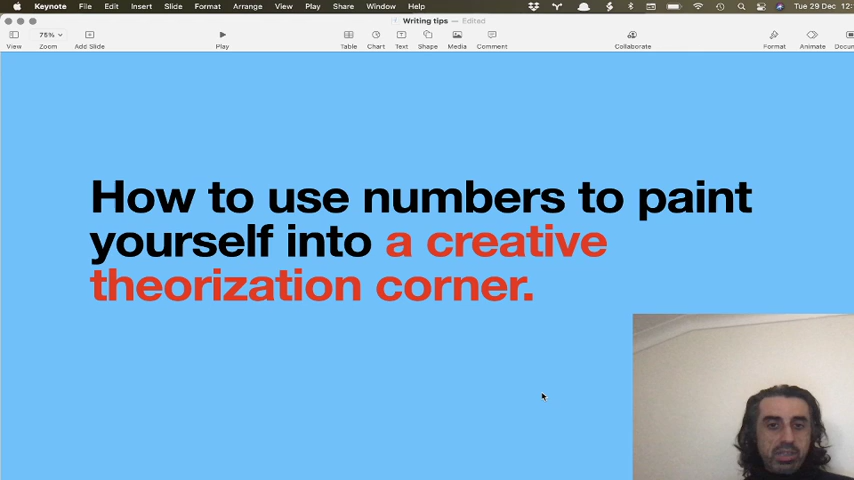 Keynote File Edit Insert Slide Format Arrange View Play Share Window Help Tue 29 Dec 12:
Writing tips — Edited
75%
View Zoom Add Slide Play Table Chart Text Shape Media Comment Collaborate Format Animate Docum
How to use numbers to paint
yourself into a creative
theorization corner.